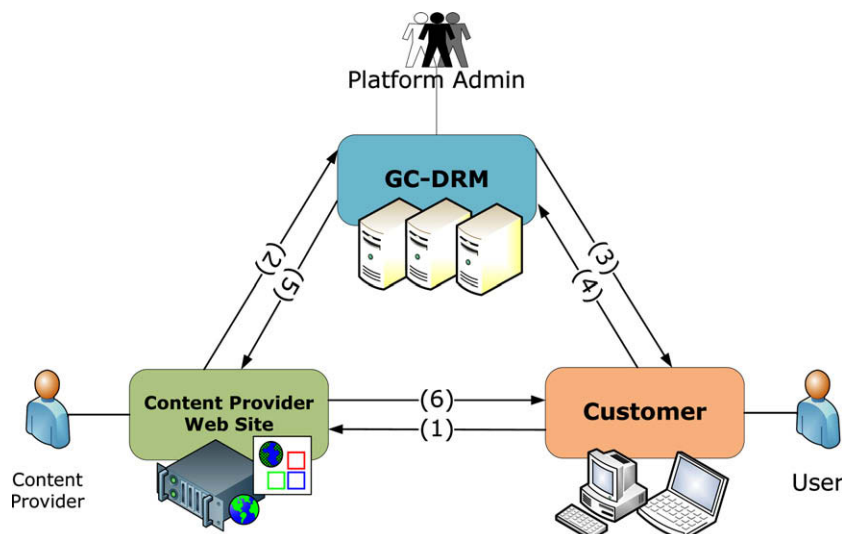 Platform Admin
GC-DRM
(2)
(5)
(3)
(4)
Content Provider
Web Site
(6)
(1)
Customer
Content
Provider
User